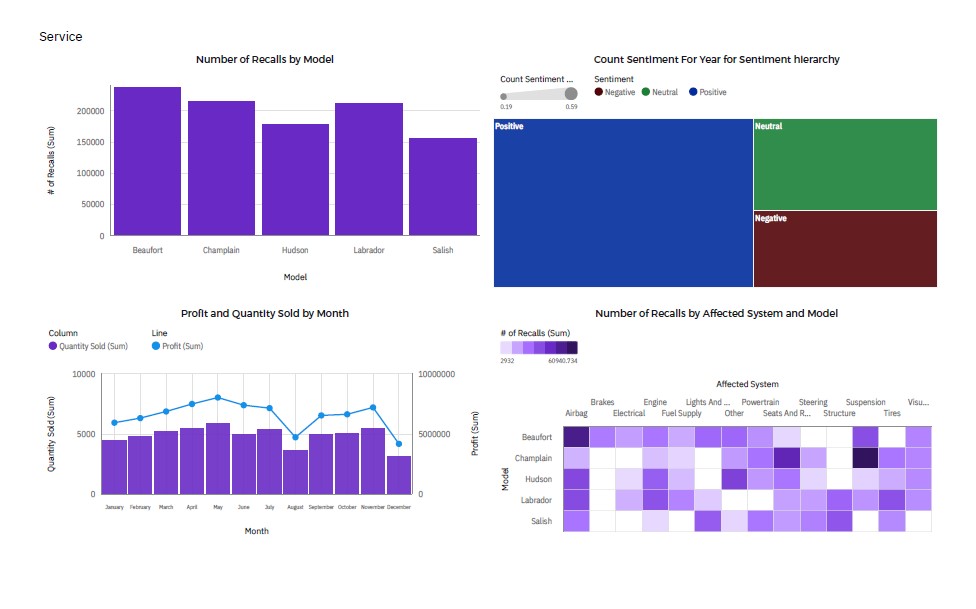 Service
Number of Recalls by Model
# of Recalls (Sum)
200000
150000
100000
50000
0
Beaufort Champlain Hudson Labrador Salish
Model
Count Sentiment For Year for Sentiment hierarchy
Count Sentiment ... Sentiment
Negative Neutral Positive
0.19 0.59
Positive
Neutral
Negative
Profit and Quantity Sold by Month
Column Line
Quantity Sold (Sum) Profit (Sum)
Quantity Sold (Sum)
10000
5000
0
10000000
5000000
0
Profit (Sum)
January February March April May June July August September October November December
Month
Number of Recalls by Affected System and Model
# of Recalls (Sum)
2932 60940.734
Affected System
Brakes Engine Lights And ... Powertrain Steering Suspension Visu...
Airbag Electrical Fuel Supply Other Seats And R... Structure Tires
Model
Beaufort
Champlain
Hudson
Labrador
Salish